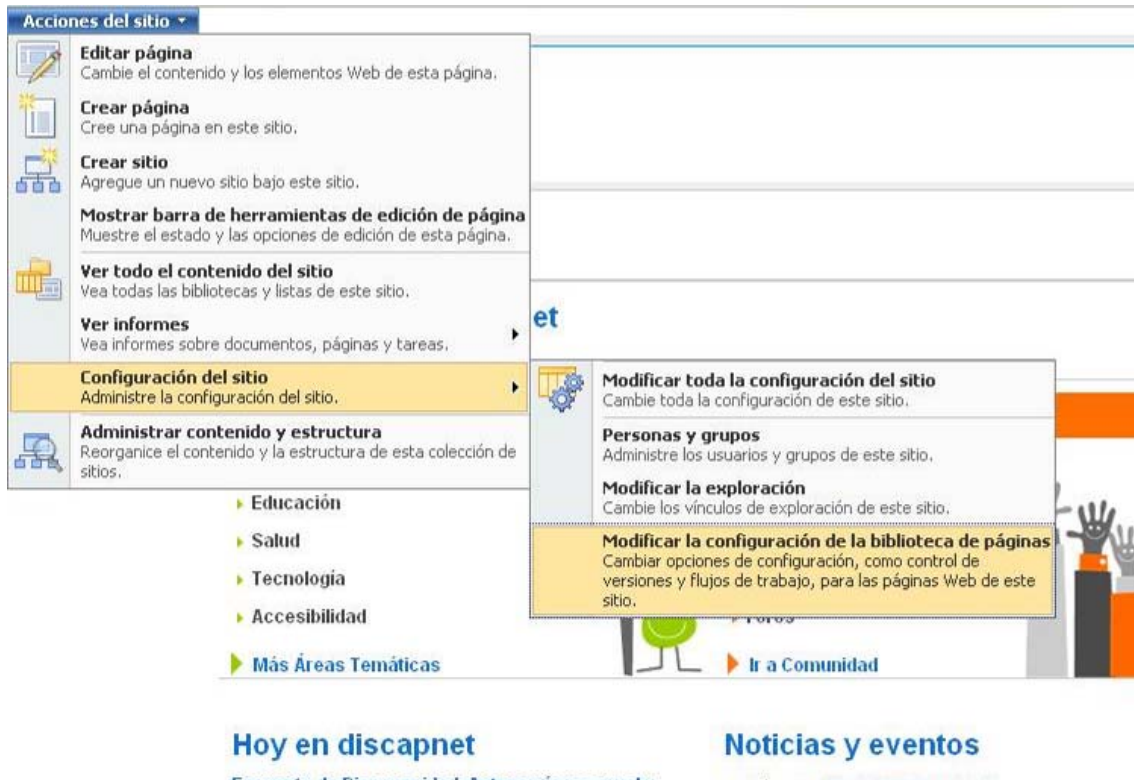 Acciones del sitio
Editar página
Cambie el contenido y los elementos Web de esta página.
Crear página
Cree una página en este sitio.
Crear sitio
Agregue un nuevo sitio bajo este sitio.
Mostrar barra de herramientas de edición de página
Muestre el estado y las opciones de edición de esta página.
Ver todo el contenido del sitio
Vea todas las bibliotecas y listas de este sitio.
Ver informes
Vea informes sobre documentos, páginas y tareas.
Configuración del sitio
Administre la configuración del sitio.
Administrar contenido y estructura
Reorganice el contenido y la estructura de esta colección de
sitios.
et
Modificar toda la configuración del sitio
Cambie toda la configuración de este sitio.
Personas y grupos
Administre los usuarios y grupos de este sitio.
Modificar la exploración
Cambie los vínculos de exploración de este sitio.
Modificar la configuración de la biblioteca de páginas
Cambiar opciones de configuración, como control de
versiones y flujos de trabajo, para las páginas Web de este
sitio.
Educación
Salud
Tecnología
Accesibilidad
Más Áreas Temáticas
Foros
Ir a Comunidad
Hoy en discapnet
Noticias y eventos